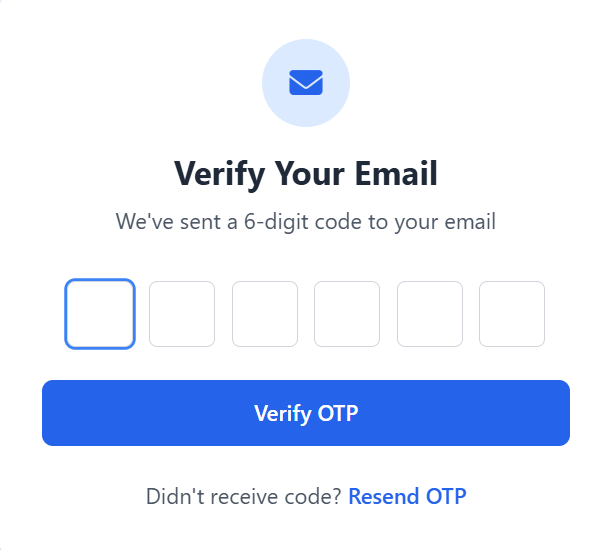 Verify Your Email
We've sent a 6-digit code to your email
Verify OTP
Didn't receive code? Resend OTP